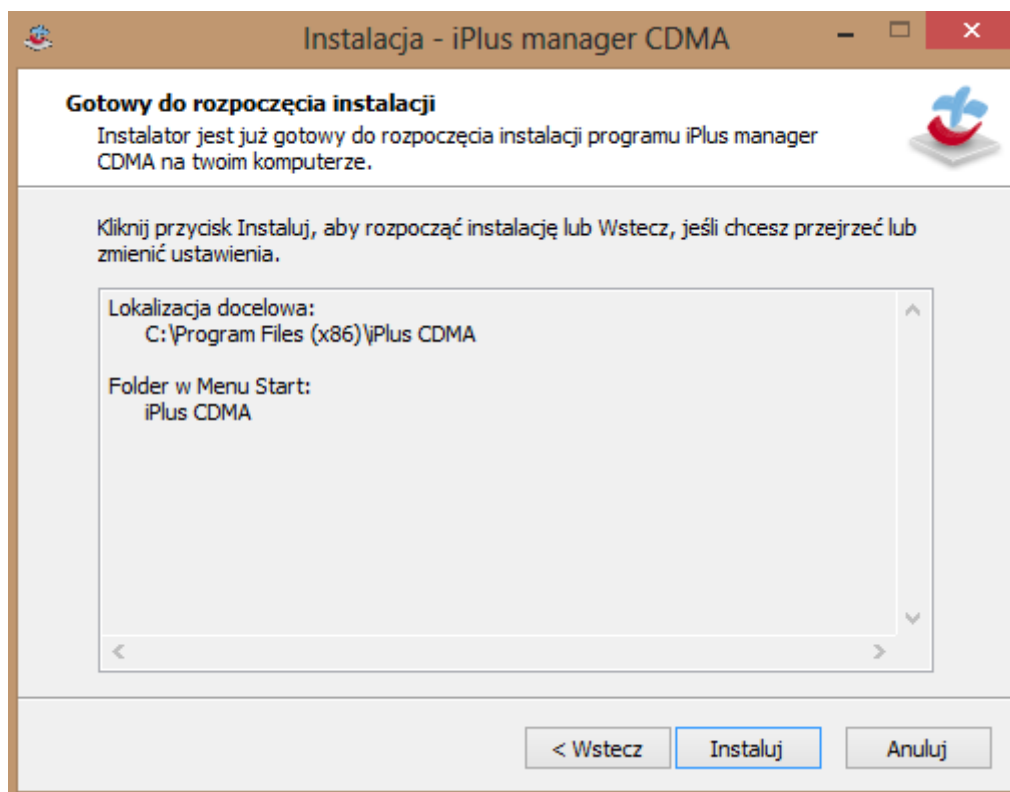 Instalacja - iPlus manager CDMA
Gotowy do rozpoczęcia instalacji
Instalator jest już gotowy do rozpoczęcia instalacji programu iPlus manager
CDMA na twoim komputerze.
Kliknij przycisk Instaluj, aby rozpocząć instalację lub Wstecz, jeśli chcesz przejrzeć lub
zmienić ustawienia.
Lokalizacja docelowa:
C:\Program Files (x86)\iPlus CDMA
Folder w Menu Start:
iPlus CDMA
< Wstecz Instaluj Anuluj